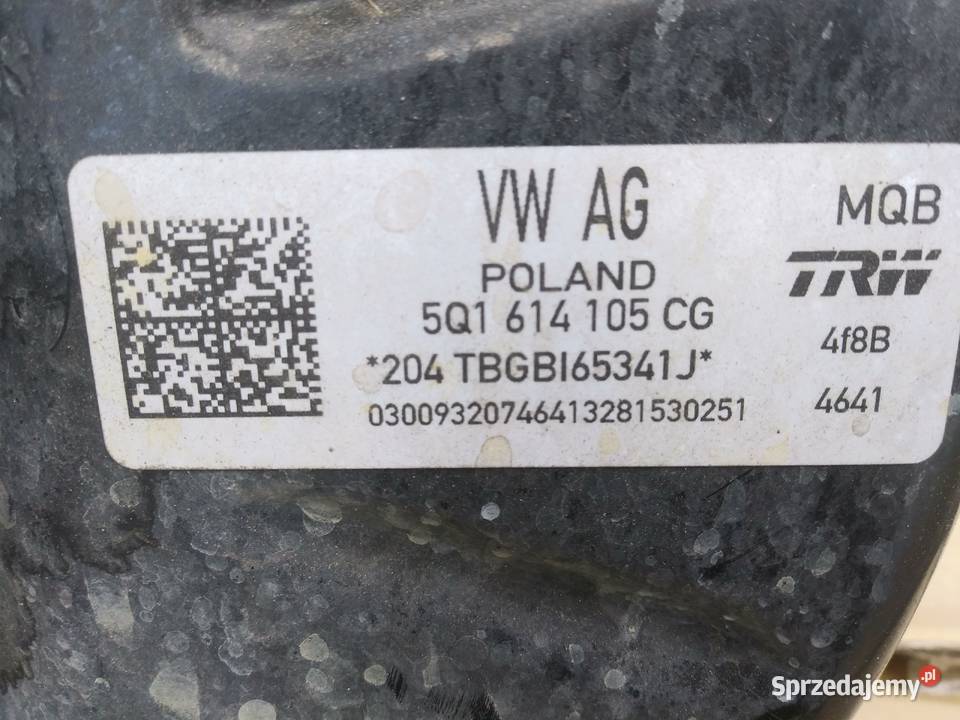 VW AG
POLAND
5Q1 614 105 CG
*204 TBGBI65341J*
03009320746413281530251
MQB
TRW
4f8B
4641
Sprzedajemy.pl